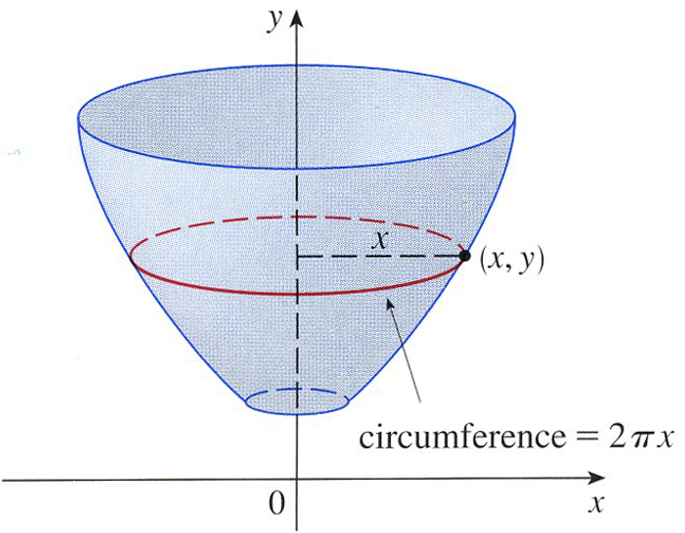 y
x
(x, y)
circumference = 2πx
0
x